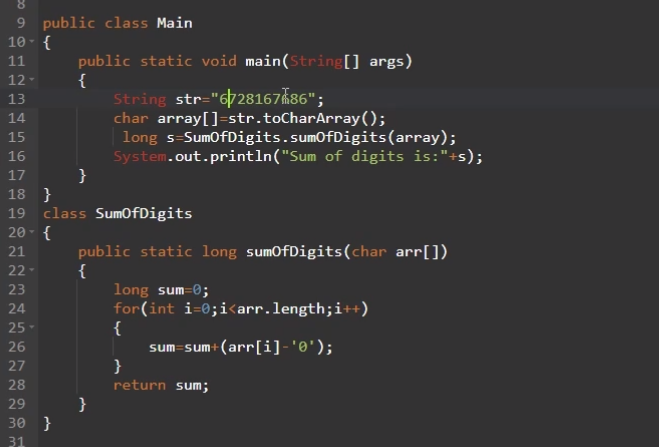 8
9 public class Main
10 {
11     public static void main(String[] args)
12     {
13         String str="6728167686";
14         char array[]=str.toCharArray();
15          long s=SumOfDigits.sumOfDigits(array);
16         System.out.println("Sum of digits is:"+s);
17     }
18 }
19 class SumOfDigits
20 {
21     public static long sumOfDigits(char arr[])
22     {
23         long sum=0;
24         for(int i=0;i<arr.length;i++)
25         {
26             sum=sum+(arr[i]-'0');
27         }
28         return sum;
29     }
30 }
31